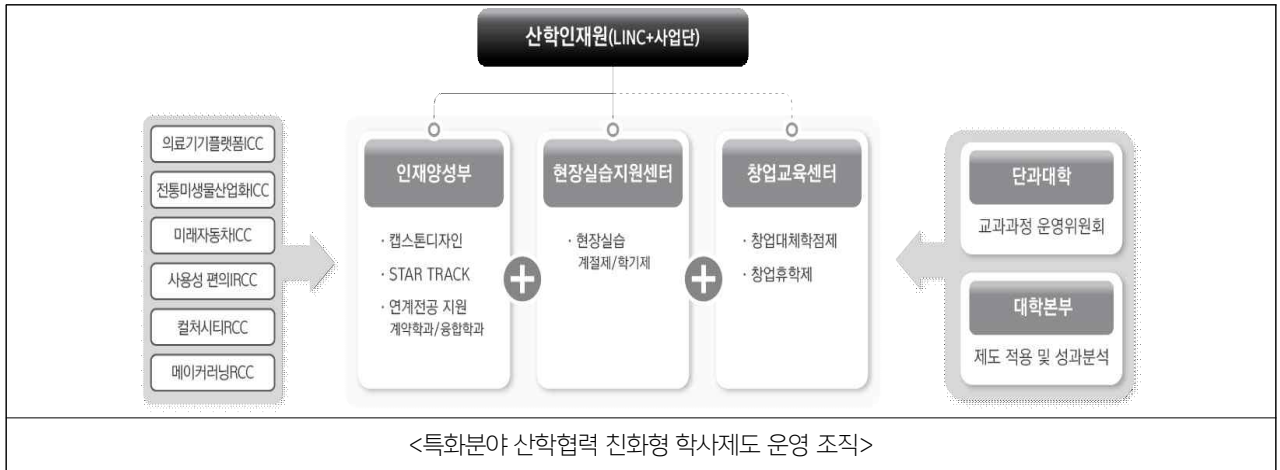 산학인재원(LINC+사업단)
의료기기플랫폼ICC
전통미생물산업화ICC
미래자동차ICC
사용성 편의IRCC
컬처시티RCC
메이커러닝RCC
인재양성부
· 캡스톤디자인
· STAR TRACK
· 연계전공 지원
계약학과/융합학과
현장실습지원센터
· 현장실습
계절제/학기제
창업교육센터
· 창업대체학점제
· 창업휴학제
단과대학
교과과정 운영위원회
대학본부
제도 적용 및 성과분석
<특화분야 산학협력 친화형 학사제도 운영 조직>